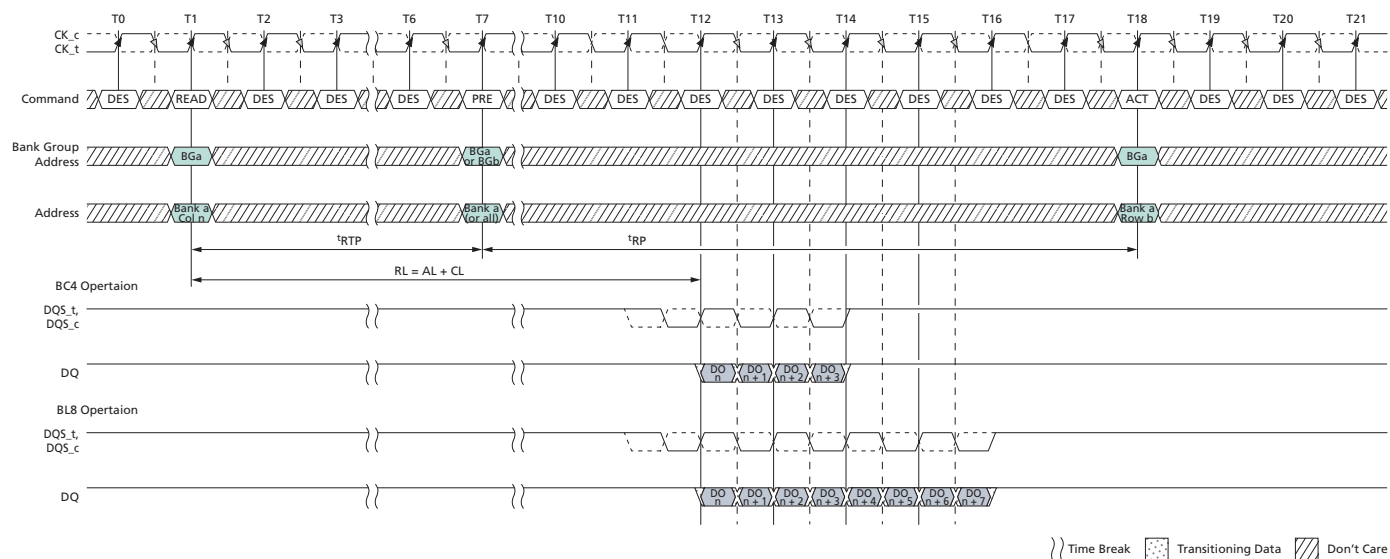 T0 T1 T2 T3 T6 T7 T10 T11 T12 T13 T14 T15 T16 T17 T18 T19 T20 T21
CK_c
CK_t
Command DES READ DES DES DES PRE DES DES DES DES DES DES DES DES ACT DES DES DES
Bank Group
Address
BGa
BGa
or BGb
BGa
Address
Bank a
Col n
Bank a
(or all)
Bank a
Row b
tRTP tRP
RL = AL + CL
BC4 Opertaion
DQS_t,
DQS_c
DQ
DO
n
DO
n + 1
DO
n + 2
DO
n + 3
BL8 Opertaion
DQS_t,
DQS_c
DQ
DO
n
DO
n + 1
DO
n + 2
DO
n + 3
DO
n + 4
DO
n + 5
DO
n + 6
DO
n + 7
Time Break Transitioning Data Don't Care